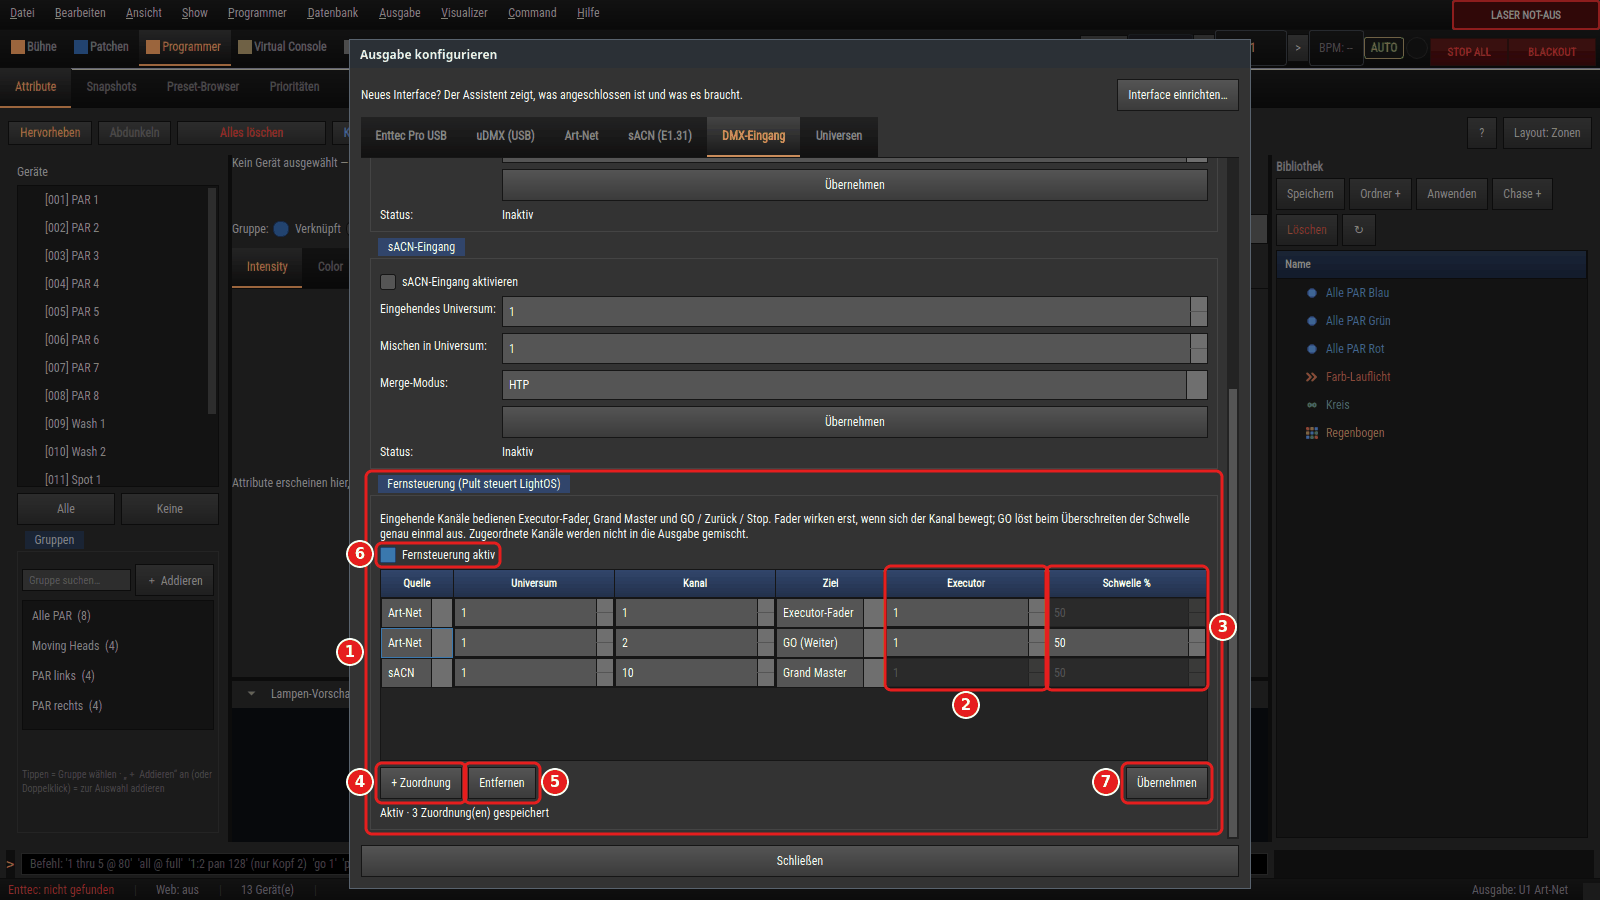 Datei Bearbeiten Ansicht Show Programmer Datenbank Ausgabe Visualizer Command Hilfe
LASER NOT-AUS
Bühne Patchen Programmer Virtual Console
1 > BPM: -- AUTO STOP ALL BLACKOUT
Ausgabe konfigurieren
Attribute Snapshots Preset-Browser Prioritäten
Neues Interface? Der Assistent zeigt, was angeschlossen ist und was es braucht.
Interface einrichten...
Hervorheben Abdunkeln Alles löschen K
Enttec Pro USB uDMX (USB) Art-Net sACN (E1.31) DMX-Eingang Universen
? Layout: Zonen
Geräte
Kein Gerät ausgewählt —
Bibliothek
[001] PAR 1
[002] PAR 2
[003] PAR 3
[004] PAR 4
[005] PAR 5
[006] PAR 6
[007] PAR 7
[008] PAR 8
[009] Wash 1
[010] Wash 2
[011] Spot 1
Alle Keine
Gruppen
Gruppe suchen...
+ Addieren
Alle PAR (8)
Moving Heads (4)
PAR links (4)
PAR rechts (4)
Tippen = Gruppe wählen · „ + Addieren" an (oder
Doppelklick) = zur Auswahl addieren
Gruppe: Verknüpft
Intensity Color
Attribute erscheinen hier,
Lampen-Vorscha
Übernehmen
Status: Inaktiv
sACN-Eingang
sACN-Eingang aktivieren
Eingehendes Universum: 1
Mischen in Universum: 1
Merge-Modus: HTP
Übernehmen
Status: Inaktiv
Fernsteuerung (Pult steuert LightOS)
Eingehende Kanäle bedienen Executor-Fader, Grand Master und GO / Zurück / Stop. Fader wirken erst, wenn sich der Kanal bewegt; GO löst beim Überschreiten der Schwelle
genau einmal aus. Zugeordnete Kanäle werden nicht in die Ausgabe gemischt.
6 Fernsteuerung aktiv
Quelle Universum Kanal Ziel Executor Schwelle %
Art-Net 1 1 Executor-Fader 1 50
3
Art-Net 1 2 GO (Weiter) 1 50
1
sACN 1 10 Grand Master 1 50
2
4 + Zuordnung Entfernen 5 7 Übernehmen
Aktiv · 3 Zuordnung(en) gespeichert
Schließen
Speichern Ordner + Anwenden Chase +
Löschen ↻
Name
Alle PAR Blau
Alle PAR Grün
Alle PAR Rot
Farb-Lauflicht
Kreis
Regenbogen
> Befehl: '1 thru 5 @ 80' 'all @ full' '1:2 pan 128' (nur Kopf 2) 'go 1' 'p
Enttec: nicht gefunden Web: aus 13 Gerät(e)
Ausgabe: U1 Art-Net